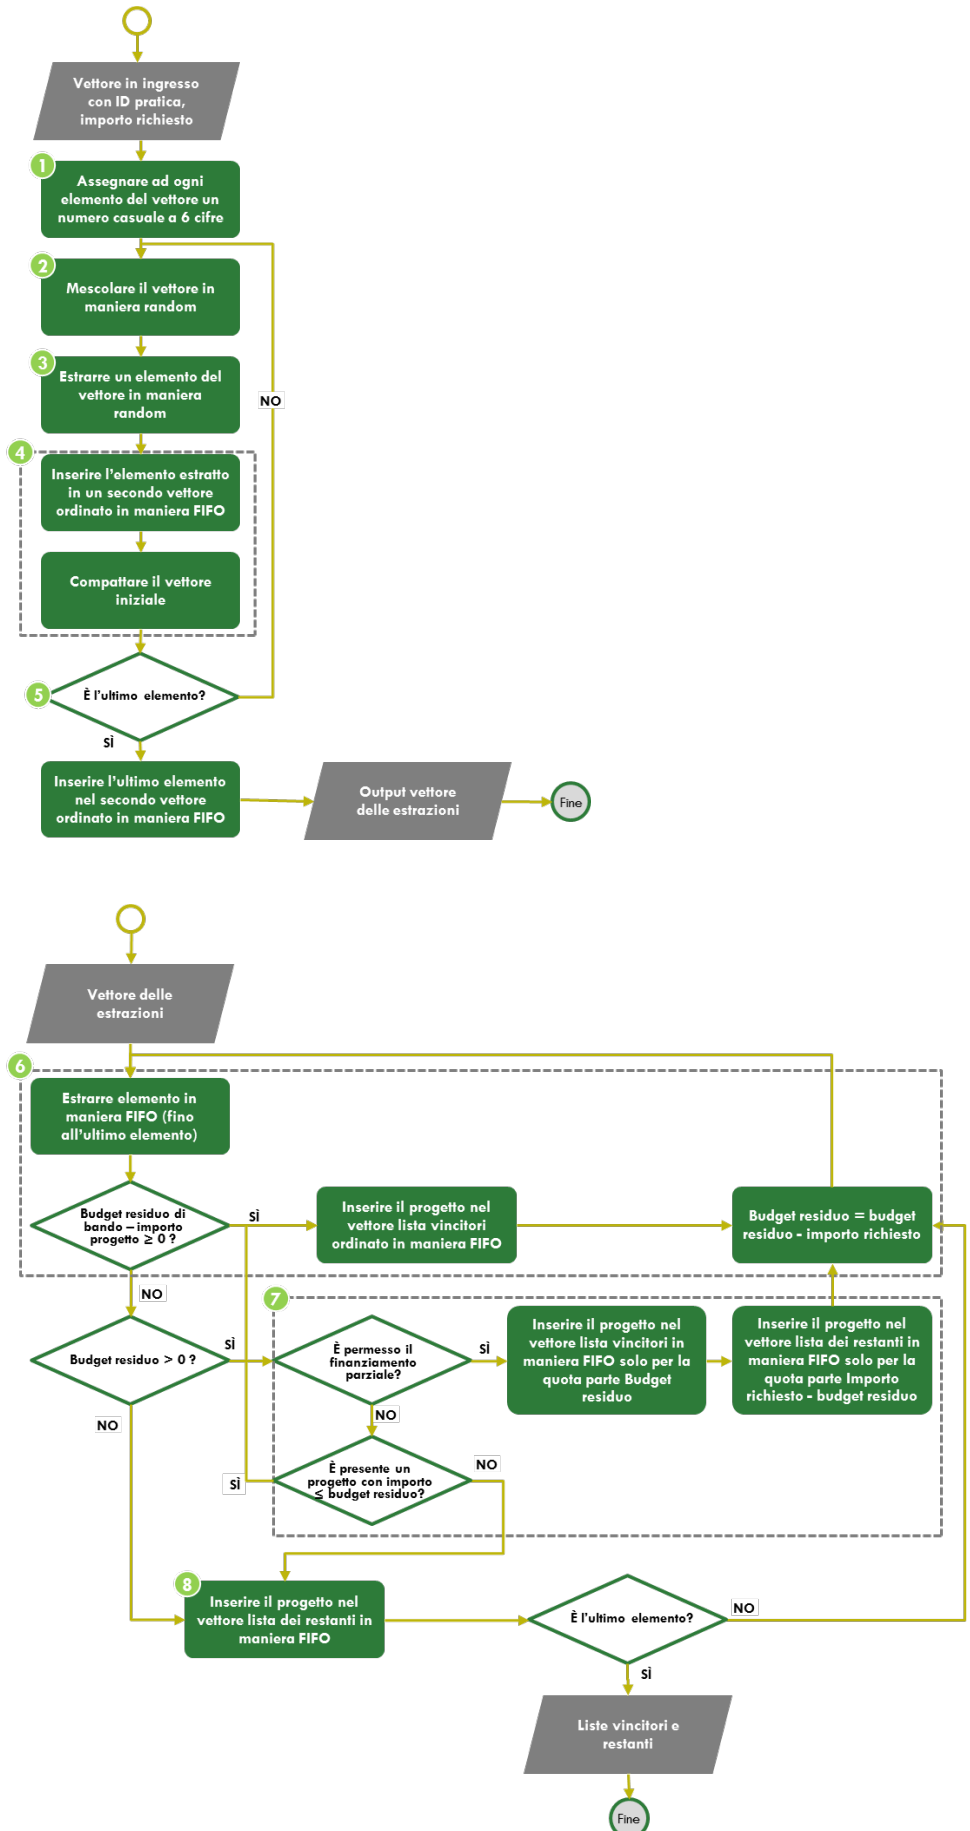 Vettore in ingresso
con ID pratica,
importo richiesto
1
Assegnare ad ogni
elemento del vettore un
numero casuale a 6 cifre
2
Mescolare il vettore in
maniera random
3
Estrarre un elemento del
vettore in maniera
random
NO
4
Inserire l'elemento estratto
in un secondo vettore
ordinato in maniera FIFO
Compattare il vettore
iniziale
5
È l'ultimo elemento?
SÌ
Inserire l'ultimo elemento
nel secondo vettore
ordinato in maniera FIFO
Output vettore
delle estrazioni
Fine
Vettore delle
estrazioni
6
Estrarre elemento in
maniera FIFO (fino
all'ultimo elemento)
Budget residuo di
bando – importo
progetto ≥ 0 ?
SÌ
Inserire il progetto nel
vettore lista vincitori
ordinato in maniera FIFO
Budget residuo = budget
residuo - importo richiesto
NO
7
Budget residuo > 0 ?
SÌ
È permesso il
finanziamento
parziale?
SÌ
Inserire il progetto nel
vettore lista vincitori in
maniera FIFO solo per la
quota parte Budget
residuo
Inserire il progetto nel
vettore lista dei restanti in
maniera FIFO solo per la
quota parte Importo
richiesto - budget residuo
NO
NO
È presente un
progetto con importo
≤ budget residuo?
SÌ
NO
8
Inserire il progetto nel
vettore lista dei restanti in
maniera FIFO
È l'ultimo elemento?
NO
SÌ
Liste vincitori e
restanti
Fine